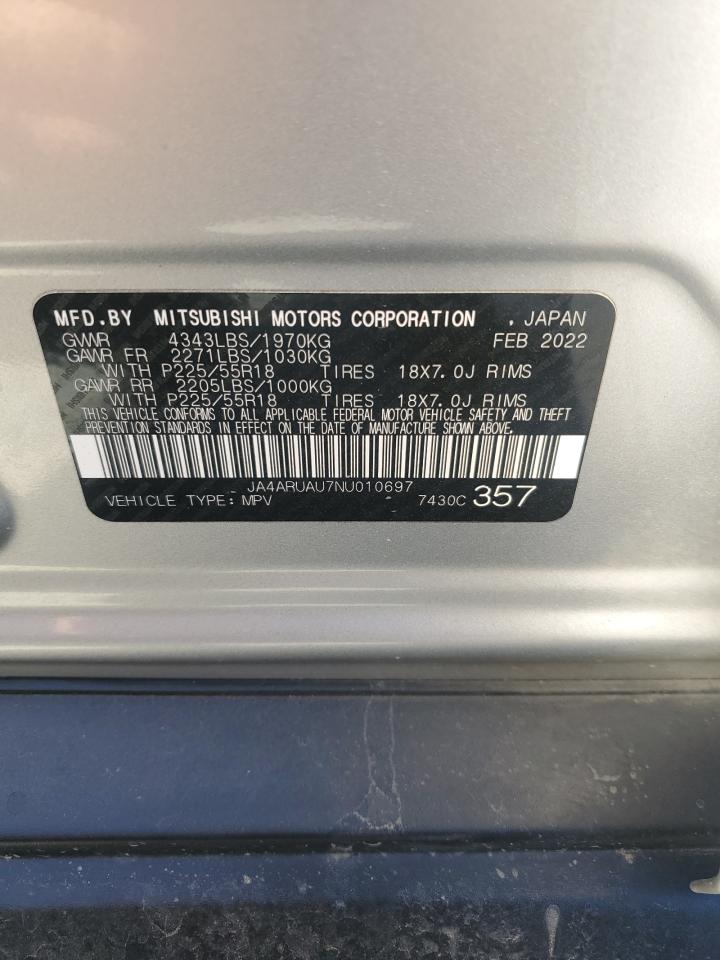 MFD.BY MITSUBISHI MOTORS CORPORATION , JAPAN
GVWR 4343LBS/1970KG FEB 2022
GAWR FR 2271LBS/1030KG
WITH P225/55R18 TIRES 18X7.0J RIMS
GAWR RR 2205LBS/1000KG
WITH P225/55R18 TIRES 18X7.0J RIMS
THIS VEHICLE CONFORMS TO ALL APPLICABLE FEDERAL MOTOR VEHICLE SAFETY AND THEFT
PREVENTION STANDARDS IN EFFECT ON THE DATE OF MANUFACTURE SHOWN ABOVE.
JA4ARUAU7NU010697
VEHICLE TYPE:MPV 7430C 357